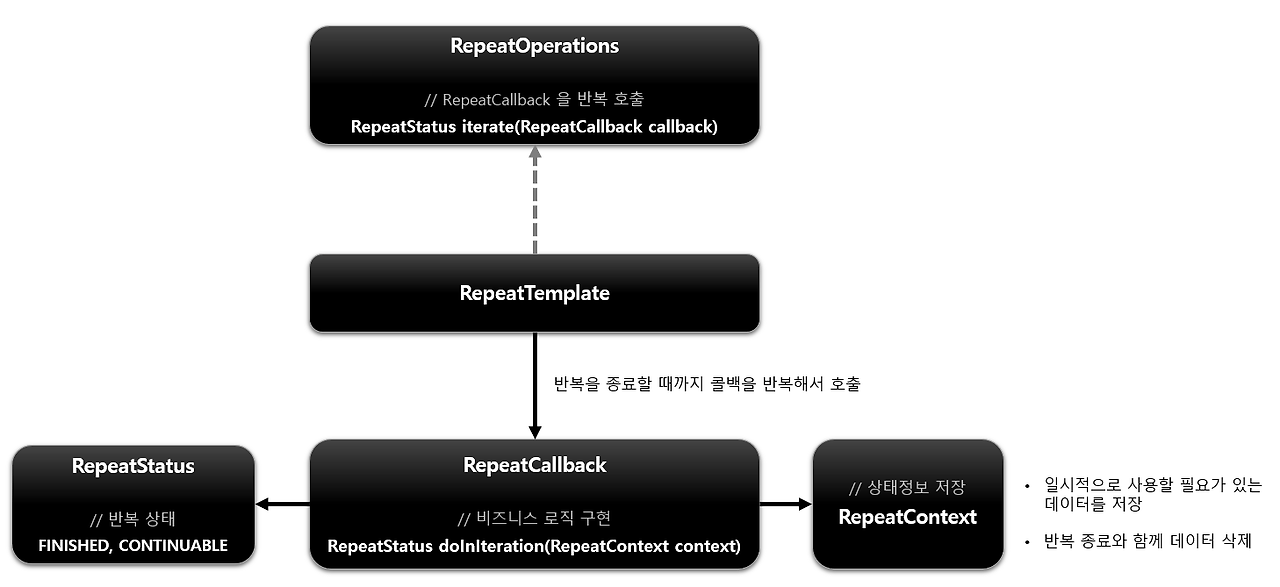 RepeatOperations
// RepeatCallback 을 반복 호출
RepeatStatus iterate(RepeatCallback callback)
RepeatTemplate
반복을 종료할 때까지 콜백을 반복해서 호출
RepeatStatus
// 반복 상태
FINISHED, CONTINUABLE
RepeatCallback
// 비즈니스 로직 구현
RepeatStatus doInIteration(RepeatContext context)
// 상태정보 저장
RepeatContext
• 일시적으로 사용할 필요가 있는
데이터를 저장
• 반복 종료와 함께 데이터 삭제